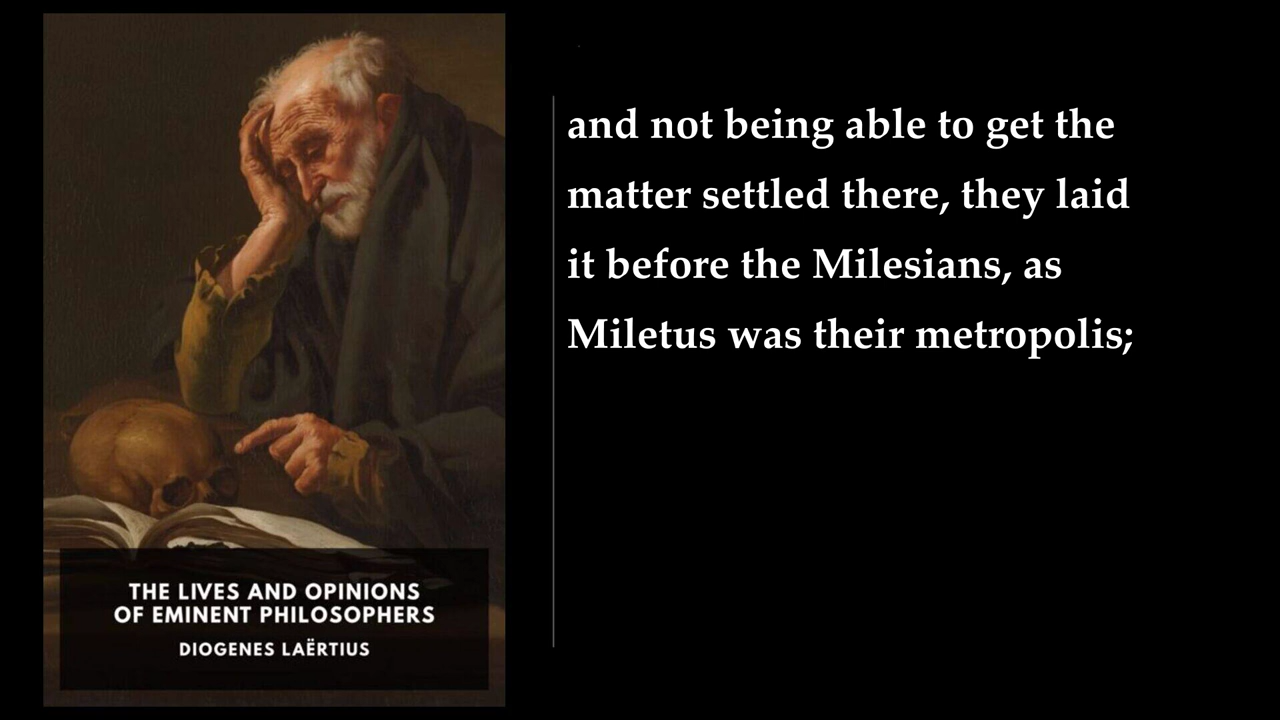 THE LIVES AND OPINIONS
OF EMINENT PHILOSOPHERS
DIOGENES LAËRTIUS
and not being able to get the
matter settled there, they laid
it before the Milesians, as
Miletus was their metropolis;